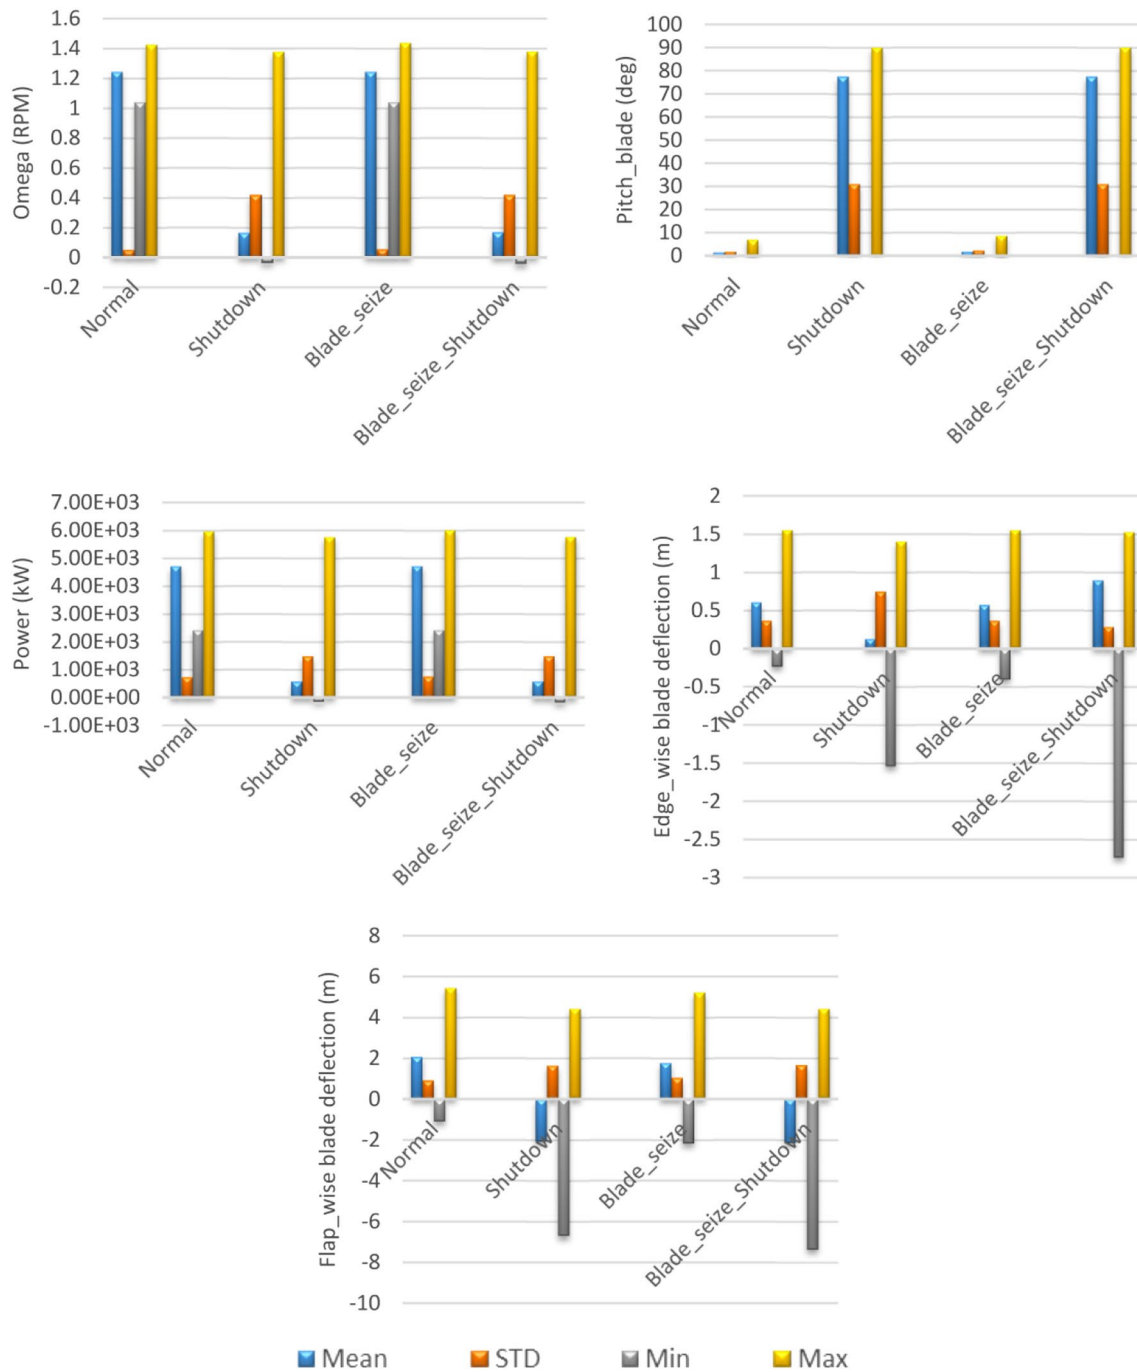 Omega (RPM)
1.6
1.4
1.2
1
0.8
0.6
0.4
0.2
0
-0.2
Normal
Shutdown
Blade_seize
Blade_seize_Shutdown
Pitch_blade (deg)
100
90
80
70
60
50
40
30
20
10
0
Normal
Shutdown
Blade_seize
Blade_seize_Shutdown
Power (kW)
7.00E+03
6.00E+03
5.00E+03
4.00E+03
3.00E+03
2.00E+03
1.00E+03
0.00E+00
-1.00E+03
Normal
Shutdown
Blade_seize
Blade_seize_Shutdown
Edge_wise blade deflection (m)
2
1.5
1
0.5
0
-0.5
-1
-1.5
-2
-2.5
-3
Normal
Shutdown
Blade_seize
Blade_seize_Shutdown
Flap_wise blade deflection (m)
8
6
4
2
0
-2
-4
-6
-8
-10
Normal
Shutdown
Blade_seize
Blade_seize_Shutdown
Mean STD Min Max